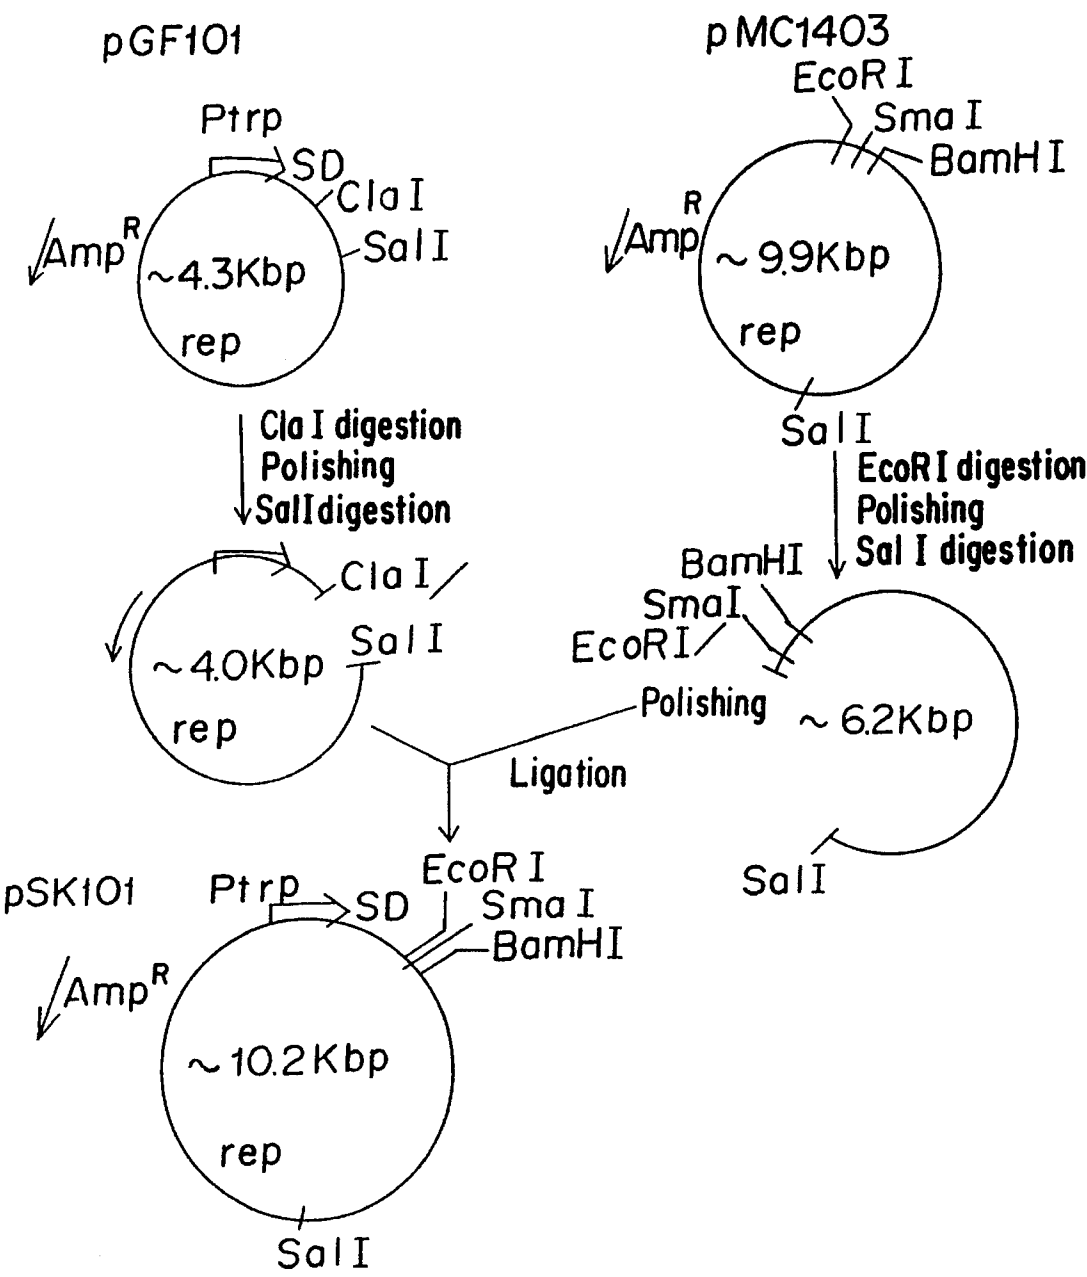 pGF101
Ptrp
SD
Cla I
Sal I
Amp R
~4.3Kbp
rep
Cla I digestion
Polishing
Sal I digestion
Cla I
Sal I
~4.0Kbp
rep
pMC1403
EcoR I
Sma I
BamH I
Amp R
~9.9Kbp
rep
Sal I
EcoR I digestion
Polishing
Sal I digestion
BamHI
SmaI
EcoRI
Polishing
~6.2Kbp
Sal I
Ligation
pSK101
Ptrp
SD
EcoR I
Sma I
BamHI
Amp R
~10.2Kbp
rep
Sal I